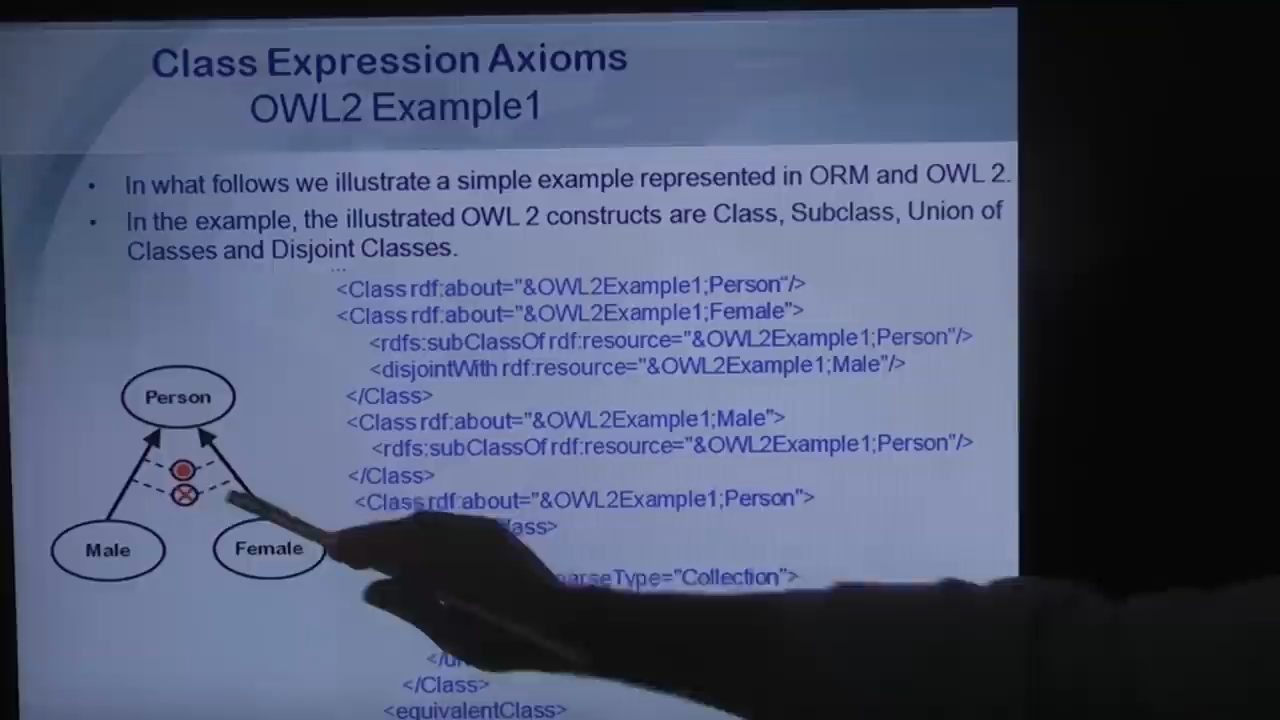 Class Expression Axioms
OWL2 Example1
• In what follows we illustrate a simple example represented in ORM and OWL 2.
• In the example, the illustrated OWL 2 constructs are Class, Subclass, Union of
Classes and Disjoint Classes.
...
<Class rdf:about="&OWL2Example1;Person"/>
<Class rdf:about="&OWL2Example1;Female">
<rdfs:subClassOf rdf:resource="&OWL2Example1;Person"/>
<disjointWith rdf:resource="&OWL2Example1;Male"/>
</Class>
<Class rdf:about="&OWL2Example1;Male">
<rdfs:subClassOf rdf:resource="&OWL2Example1;Person"/>
</Class>
<Class rdf:about="&OWL2Example1;Person">
parseType="Collection">
</Class>
<equivalentClass>
Person
Male
Female